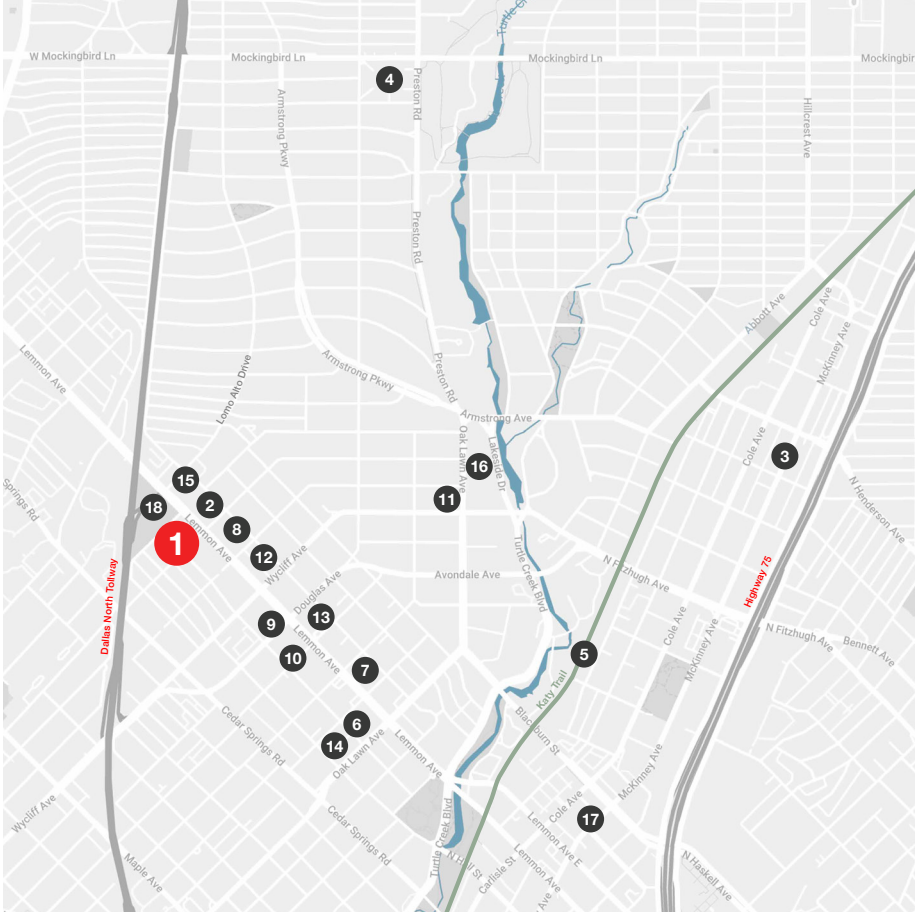 Turtle C
W Mockingbird Ln
Mockingbird Ln
Mockingbird Ln
Mockingbir
4
Preston Rd
Armstrong Pkwy
Hillcrest Ave
Preston Rd
Abbott Ave
Cole Ave
McKinney Ave
Lemmon Ave
Lomo Alto Drive
Armstrong Pkwy
Preston Rd
Armstrong Ave
Oak Lawn Ave
Lakeside Dr
Cole Ave
3
16
15
18
2
11
Springs Rd
N Henderson Ave
1
8
Lemmon Ave
12
Wycliff Ave
Turtle Creek Blvd
N Fitzhugh Ave
Avondale Ave
Highway 75
Dallas North Tollway
Douglas Ave
13
9
Lemmon Ave
10
Cole Ave
McKinney Ave
N Fitzhugh Ave
Bennett Ave
5
7
Katy Trail
Cedar Springs Rd
6
14
Oak Lawn Ave
Lemmon Ave
Blackburn St
McKinney Ave
Wycliff Ave
Cole Ave
17
Turtle Creek Blvd
Cedar Springs Rd
Lemmon Ave E
Maple Ave
N Hall St
Carlisle St
Lemmon Ave
N Haskell Ave
Ave